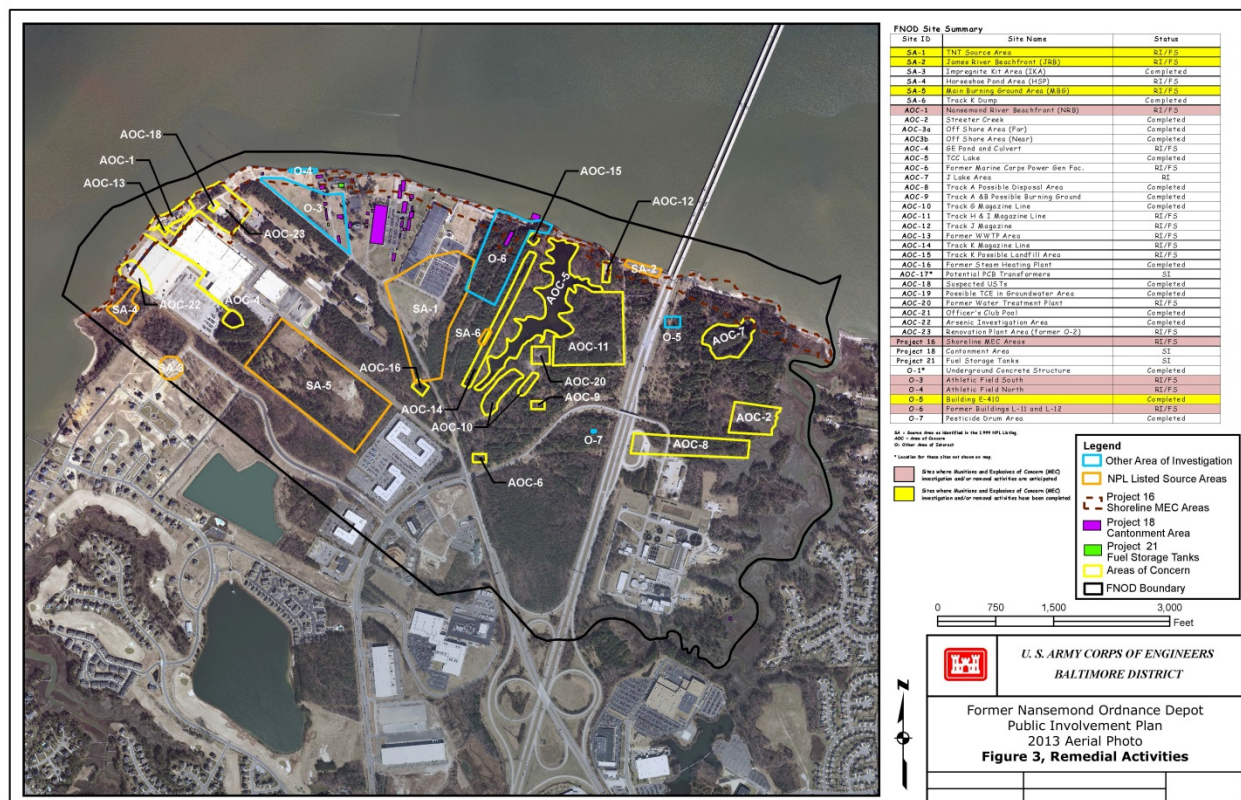 AOC-18
AOC-1
AOC-13
O-4
O-3
AOC-15
AOC-12
AOC-23
O-6
AOC-5
SA-2
AOC-22
AOC-4
SA-4
SA-1
SA-6
AOC-11
O-5
AOC-7
SA-3
SA-5
AOC-16
AOC-20
AOC-14
AOC-9
AOC-10
AOC-2
O-7
AOC-8
AOC-6
FNOD Site Summary
Site ID Site Name Status
SA-1 TNT Source Area RI/FS
SA-2 James River Beachfront (JRB) RI/FS
SA-3 Impregnite Kit Area (IKA) Completed
SA-4 Horseshoe Pond Area (HSP) RI/FS
SA-5 Main Burning Ground Area (MBG) RI/FS
SA-6 Track K Dump Completed
AOC-1 Nansemond River Beachfront (NRB) RI/FS
AOC-2 Streeter Creek Completed
AOC-3a Off Shore Area (Far) Completed
AOC3b Off Shore Area (Near) Completed
AOC-4 GE Pond and Culvert RI/FS
AOC-5 TCC Lake Completed
AOC-6 Former Marine Corps Power Gen Fac. RI/FS
AOC-7 J Lake Area RI
AOC-8 Track A Possible Disposal Area Completed
AOC-9 Track A &B Possible Burning Ground Completed
AOC-10 Track G Magazine Line Completed
AOC-11 Track H & I Magazine Line RI/FS
AOC-12 Track J Magazine RI/FS
AOC-13 Former WWTP Area RI/FS
AOC-14 Track K Magazine Line RI/FS
AOC-15 Track K Possible Landfill Area RI/FS
AOC-16 Former Steam Heating Plant Completed
AOC-17* Potential PCB Transformers SI
AOC-18 Suspected USTs Completed
AOC-19 Possible TCE in Groundwater Area Completed
AOC-20 Former Water Treatment Plant RI/FS
AOC-21 Officer's Club Pool Completed
AOC-22 Arsenic Investigation Area Completed
AOC-23 Renovation Plant Area (former O-2) RI/FS
Project 16 Shoreline MEC Areas RI/FS
Project 18 Cantonment Area SI
Project 21 Fuel Storage Tanks SI
O-1* Underground Concrete Structure Completed
O-3 Athletic Field South RI/FS
O-4 Athletic Field North RI/FS
O-5 Building E-410 Completed
O-6 Former Buildings L-11 and L-12 RI/FS
O-7 Pesticide Drum Area Completed
SA = Source Area as identified in the 1999 NPL Listing.
AOC = Area of Concern
O= Other Area of Interest
* Location for these sites not shown on map.
Sites where Munitions and Explosives of Concern (MEC)
investigation and/or removal activities are anticipated
Sites where Munitions and Explosives of Concern (MEC)
investigation and/or removal activities have been completed
Legend
Other Area of Investigation
NPL Listed Source Areas
Project 16
Shoreline MEC Areas
Project 18
Cantonment Area
Project 21
Fuel Storage Tanks
Areas of Concern
FNOD Boundary
0 750 1,500 3,000
Feet
U. S. ARMY CORPS OF ENGINEERS
BALTIMORE DISTRICT
Former Nansemond Ordnance Depot
Public Involvement Plan
2013 Aerial Photo
Figure 3, Remedial Activities
N